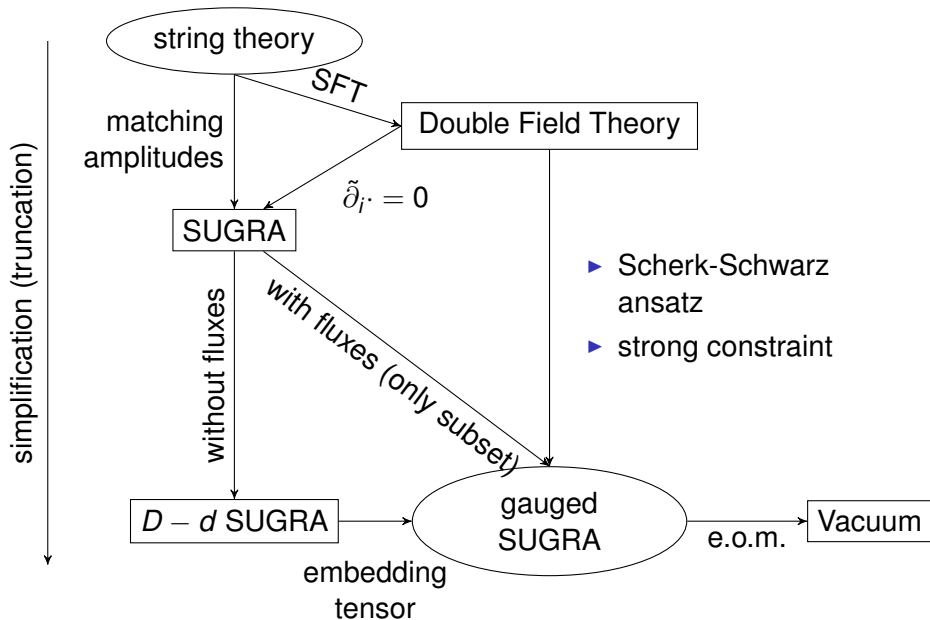 string theory
SFT
matching
amplitudes
Double Field Theory
∂̃ᵢ· = 0
SUGRA
simplification (truncation)
without fluxes
with fluxes (only subset)
► Scherk-Schwarz
ansatz
► strong constraint
D − d SUGRA
embedding
tensor
gauged
SUGRA
e.o.m.
Vacuum